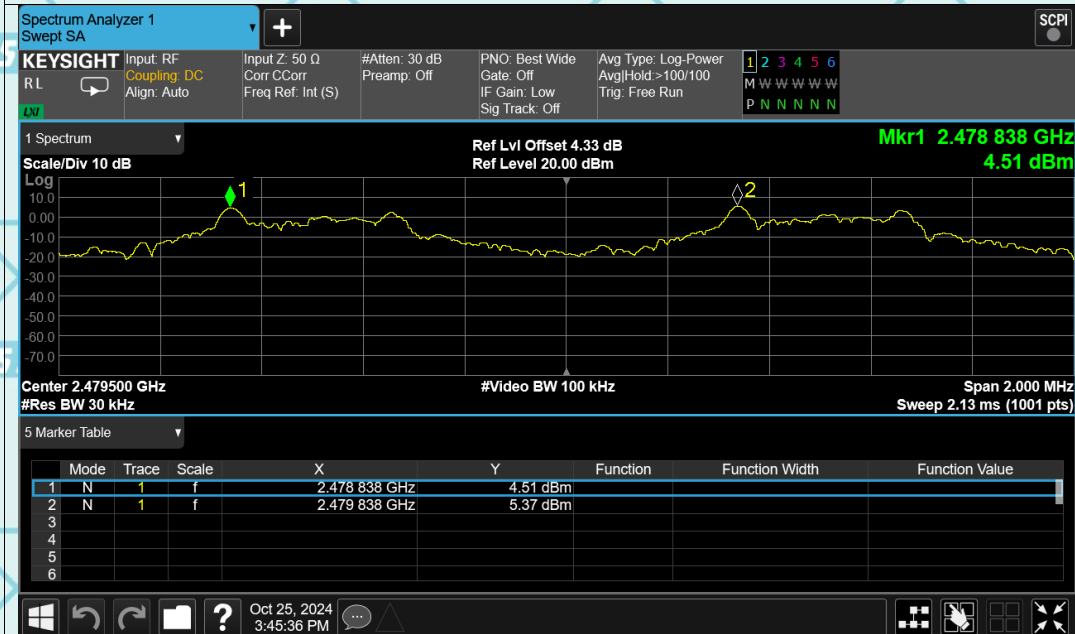 Spectrum Analyzer 1
Swept SA
+
SCPI
KEYSIGHT
R L
LXI
Input: RF
Coupling: DC
Align: Auto
Input Z: 50 Ω
Corr CCorr
Freq Ref: Int (S)
#Atten: 30 dB
Preamp: Off
PNO: Best Wide
Gate: Off
IF Gain: Low
Sig Track: Off
Avg Type: Log-Power
Avg|Hold:>100/100
Trig: Free Run
1 2 3 4 5 6
M W W W W W
P N N N N N
1 Spectrum
Scale/Div 10 dB
Ref Lvl Offset 4.33 dB
Ref Level 20.00 dBm
Mkr1 2.478 838 GHz
4.51 dBm
Log
10.0
0.00
-10.0
-20.0
-30.0
-40.0
-50.0
-60.0
-70.0
1
2
Center 2.479500 GHz
#Res BW 30 kHz
#Video BW 100 kHz
Span 2.000 MHz
Sweep 2.13 ms (1001 pts)
5 Marker Table
Mode Trace Scale X Y Function Function Width Function Value
1 N 1 f 2.478 838 GHz 4.51 dBm
2 N 1 f 2.479 838 GHz 5.37 dBm
3
4
5
6
?
Oct 25, 2024
3:45:36 PM